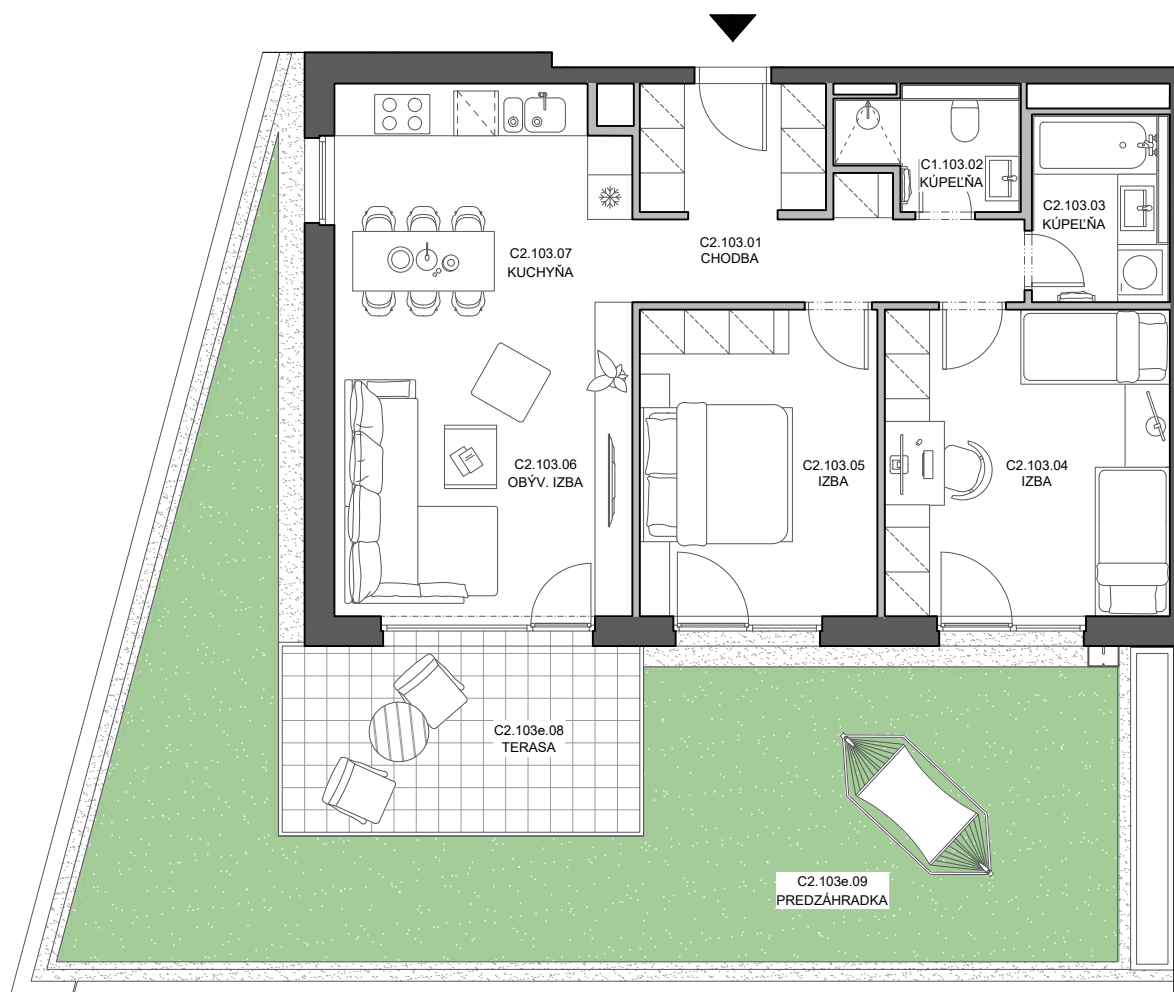 C1.103.02
KÚPEĽŇA
C2.103.03
KÚPEĽŇA
C2.103.01
CHODBA
C2.103.07
KUCHYŇA
C2.103.06
OBÝV. IZBA
C2.103.05
IZBA
C2.103.04
IZBA
C2.103e.08
TERASA
C2.103e.09
PREDZÁHRADKA